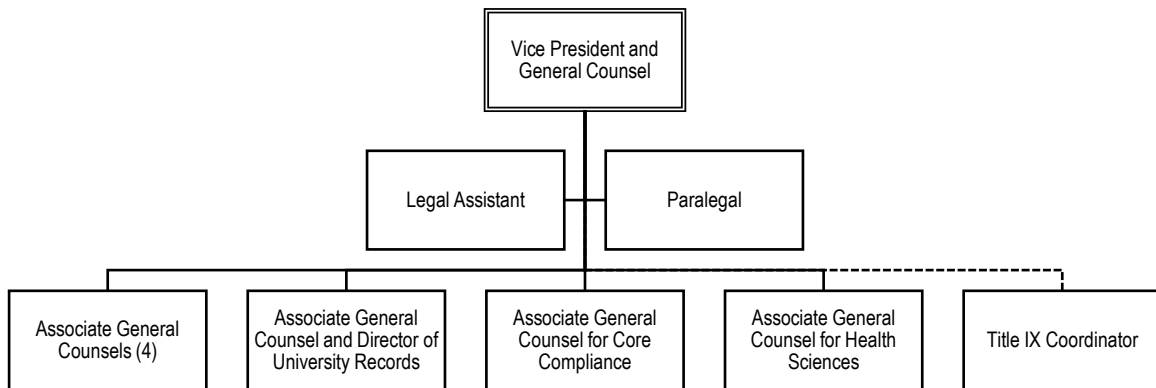 Vice President and
General Counsel
Legal Assistant
Paralegal
Associate General
Counsels (4)
Associate General
Counsel and Director of
University Records
Associate General
Counsel for Core
Compliance
Associate General
Counsel for Health
Sciences
Title IX Coordinator